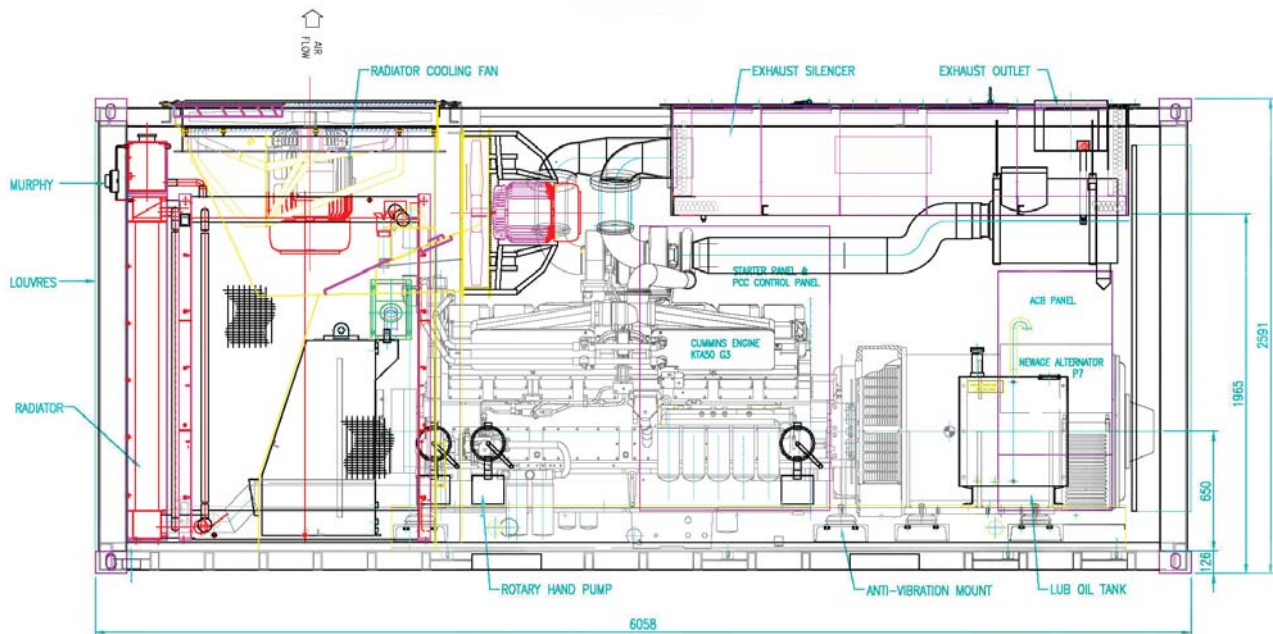 AIR
FLOW
RADIATOR COOLING FAN
EXHAUST SILENCER
EXHAUST OUTLET
MURPHY
LOUVRES
STARTER PANEL &
PCC CONTROL PANEL
ACB PANEL
CUMMINS ENGINE
KTA50 G3
NEWAGE ALTERNATOR
P7
RADIATOR
2591
1965
650
126
ROTARY HAND PUMP
ANTI-VIBRATION MOUNT
LUB OIL TANK
6058